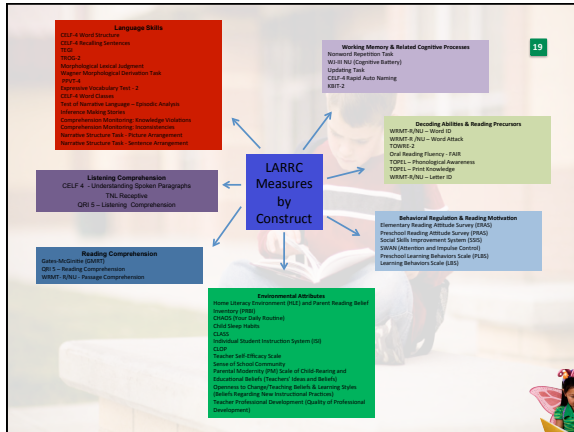 Language Skills
CELF-4 Word Structure
CELF-4 Recalling Sentences
TEGI
TROG-2
Morphological Lexical Judgment
Wagner Morphological Derivation Task
PPVT-4
Expressive Vocabulary Test - 2
CELF-4 Word Classes
Test of Narrative Language – Episodic Analysis
Inference Making Stories
Comprehension Monitoring: Knowledge Violations
Comprehension Monitoring: Inconsistencies
Narrative Structure Task - Picture Arrangement
Narrative Structure Task - Sentence Arrangement
Working Memory & Related Cognitive Processes
Nonword Repetition Task
WJ-III NU (Cognitive Battery)
Updating Task
CELF-4 Rapid Auto Naming
KBIT-2
19
Decoding Abilities & Reading Precursors
WRMT-R/NU – Word ID
WRMT-R /NU – Word Attack
TOWRE-2
Oral Reading Fluency - FAIR
TOPEL – Phonological Awareness
TOPEL – Print Knowledge
WRMT-R/NU – Letter ID
LARRC
Measures
by
Construct
Listening Comprehension
CELF 4 - Understanding Spoken Paragraphs
TNL Receptive
QRI 5 – Listening Comprehension
Reading Comprehension
Gates-McGinitie (GMRT)
QRI 5 – Reading Comprehension
WRMT- R/NU - Passage Comprehension
Behavioral Regulation & Reading Motivation
Elementary Reading Attitude Survey (ERAS)
Preschool Reading Attitude Survey (PRAS)
Social Skills Improvement System (SSIS)
SWAN (Attention and Impulse Control)
Preschool Learning Behaviors Scale (PLBS)
Learning Behaviors Scale (LBS)
Environmental Attributes
Home Literacy Environment (HLE) and Parent Reading Belief
Inventory (PRBI)
CHAOS (Your Daily Routine)
Child Sleep Habits
CLASS
Individual Student Instruction System (ISI)
CLOP
Teacher Self-Efficacy Scale
Sense of School Community
Parental Modernity (PM) Scale of Child-Rearing and
Educational Beliefs (Teachers' Ideas and Beliefs)
Openness to Change/Teaching Beliefs & Learning Styles
(Beliefs Regarding New Instructional Practices)
Teacher Professional Development (Quality of Professional
Development)